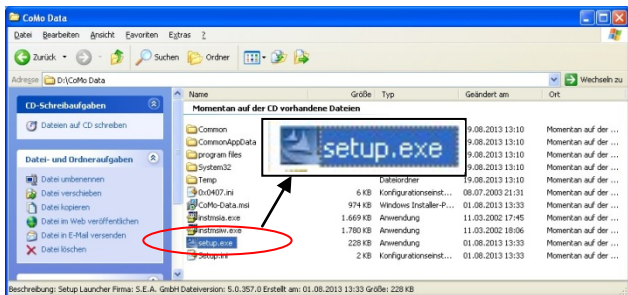 CoMo Data
Datei Bearbeiten Ansicht Favoriten Extras ?
Zurück Suchen Ordner
Adresse D:\CoMo Data Wechseln zu
Name Größe Typ Geändert am Ort
CD-Schreibaufgaben
Momentan auf der CD vorhandene Dateien
Dateien auf CD schreiben
Common 9.08.2013 13:10 Momentan auf der ...
CommonAppData 9.08.2013 13:10 Momentan auf der ...
setup.exe
Datei- und Ordneraufgaben
program files 9.08.2013 13:10 Momentan auf der ...
System32 9.08.2013 13:10 Momentan auf der ...
Datei umbenennen
Temp Dateiordner 9.08.2013 13:10 Momentan auf der ...
Datei verschieben
0x0407.ini 6 KB Konfigurationseinst... 08.07.2003 21:31 Momentan auf der ...
Datei kopieren
CoMo-Data.msi 974 KB Windows Installer-P... 01.08.2013 13:33 Momentan auf der ...
Datei im Web veröffentlichen
instmsia.exe 1.669 KB Anwendung 11.03.2002 17:45 Momentan auf der ...
Datei in E-Mail versenden
instmsiw.exe 1.780 KB Anwendung 11.03.2002 18:06 Momentan auf der ...
Datei löschen
setup.exe 228 KB Anwendung 01.08.2013 13:33 Momentan auf der ...
Setup.ini 2 KB Konfigurationseinst... 01.08.2013 13:33 Momentan auf der ...
Beschreibung: Setup Launcher Firma: S.E.A. GmbH Dateiversion: 5.0.357.0 Erstellt am: 01.08.2013 13:33 Größe: 228 KB